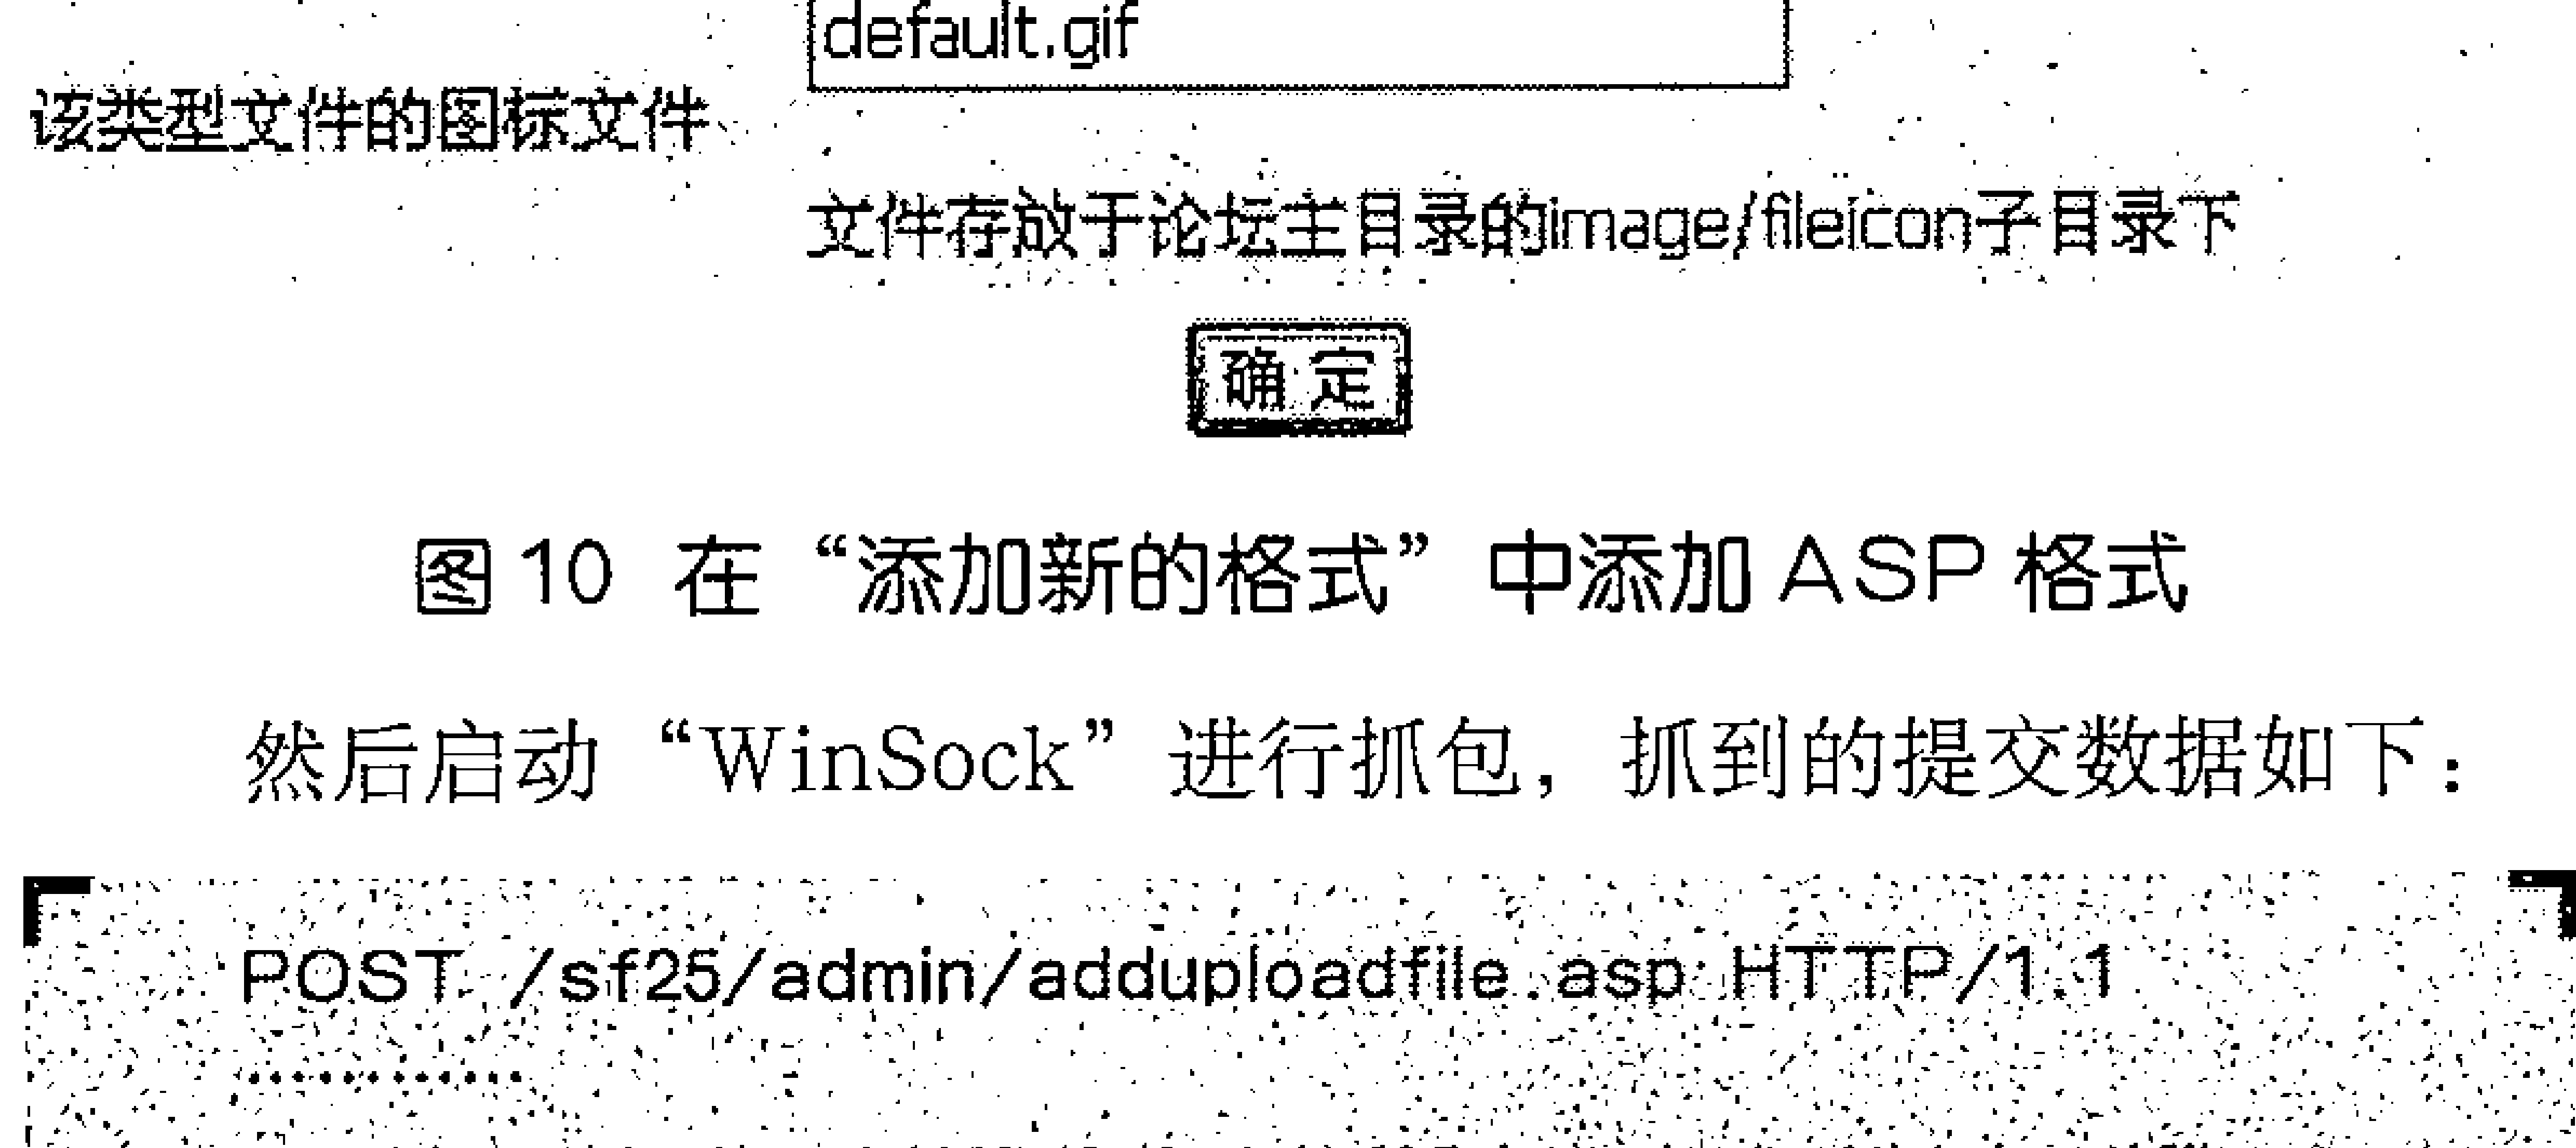 default.gif
该类型文件的图标文件
文件存放于论坛主目录的image/fileicon子目录下
确 定
图 10 在“添加新的格式”中添加 ASP 格式
然后启动“WinSock”进行抓包，抓到的提交数据如下：
POST /sf25/admin/adduploadfile.asp HTTP/1.1
............